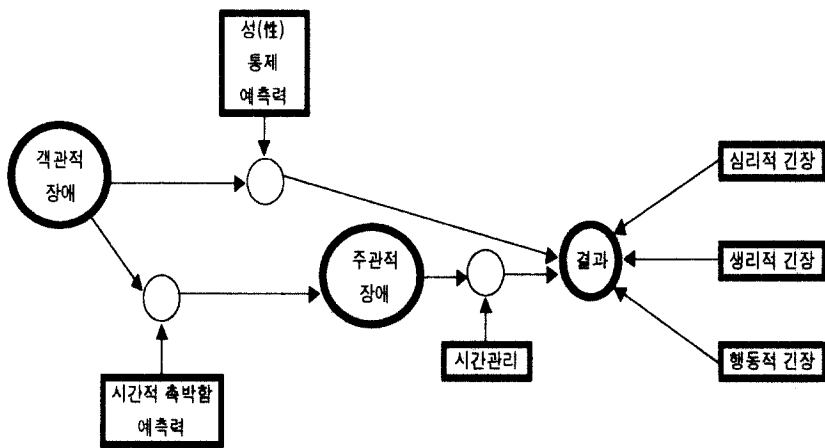 성(性)
통제
예측력
객관적
장애
심리적 긴장
주관적
장애
결과
생리적 긴장
시간관리
행동적 긴장
시간적 촉박함
예측력